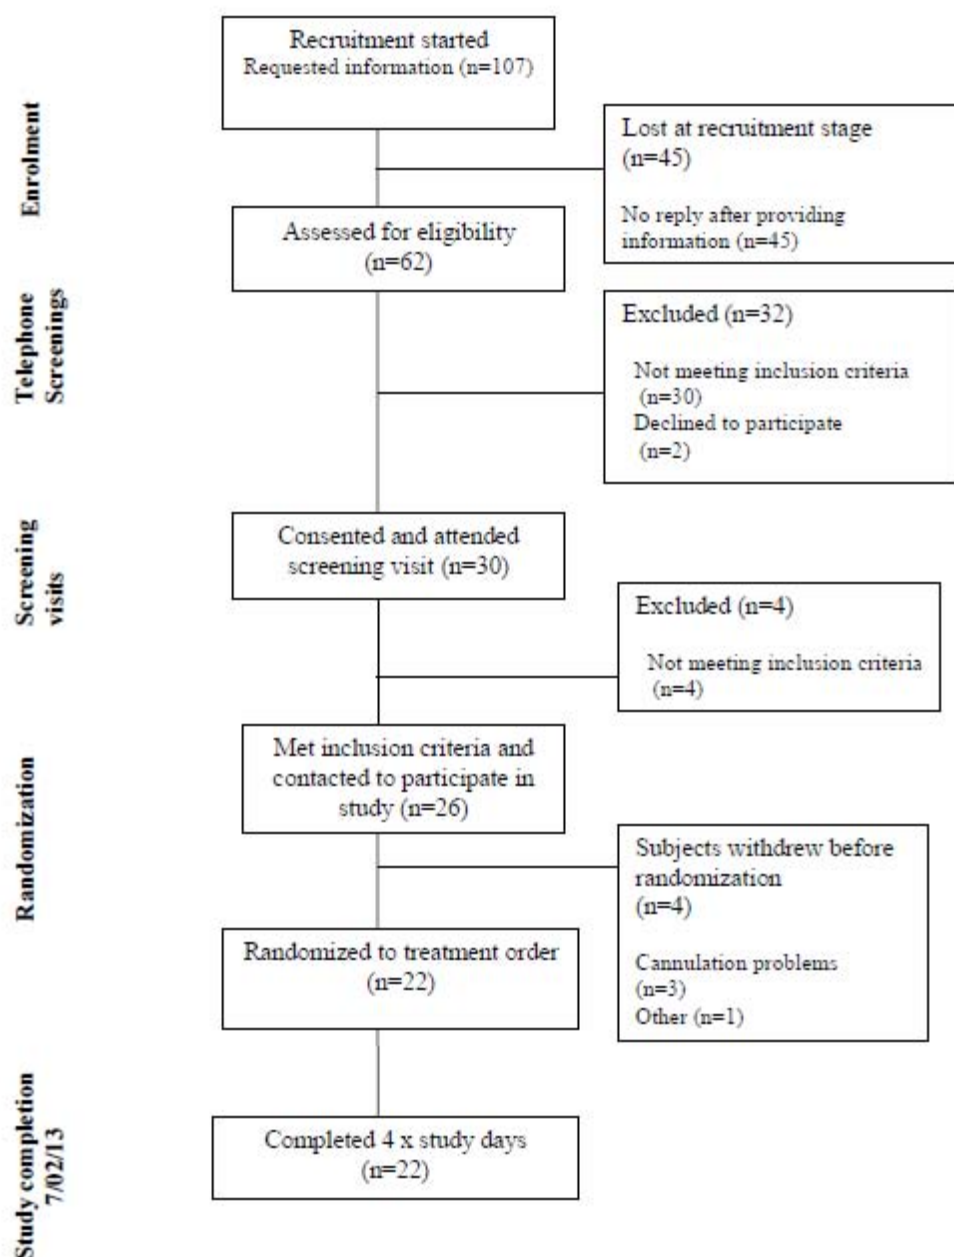 Recruitment started
Requested information (n=107)
Enrolment
Lost at recruitment stage
(n=45)
No reply after providing
information (n=45)
Assessed for eligibility
(n=62)
Telephone
Screenings
Excluded (n=32)
Not meeting inclusion criteria
(n=30)
Declined to participate
(n=2)
Screening
visits
Consented and attended
screening visit (n=30)
Excluded (n=4)
Not meeting inclusion criteria
(n=4)
Randomization
Met inclusion criteria and
contacted to participate in
study (n=26)
Subjects withdrew before
randomization
(n=4)
Cannulation problems
(n=3)
Other (n=1)
Randomized to treatment order
(n=22)
Study completion
7/02/13
Completed 4 x study days
(n=22)